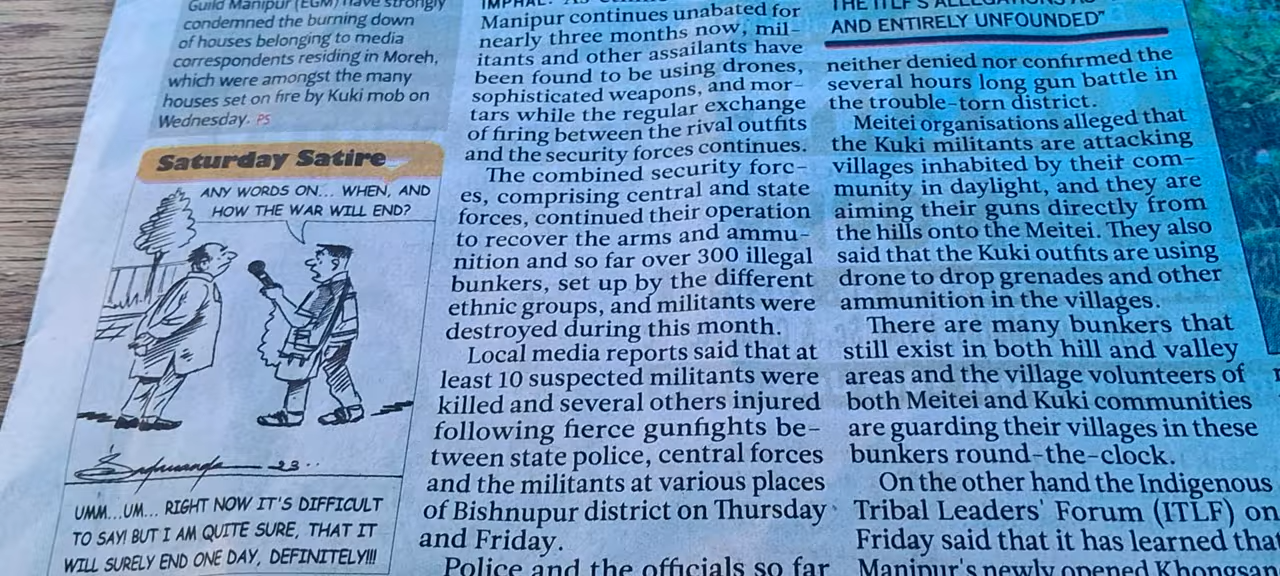 Guild Manipur (EGM) have strongly
condemned the burning down
of houses belonging to media
correspondents residing in Moreh,
which were amongst the many
houses set on fire by Kuki mob on
Wednesday. PS
Saturday Satire
ANY WORDS ON... WHEN, AND
HOW THE WAR WILL END?
23..
UMM...UM... RIGHT NOW IT'S DIFFICULT
TO SAY! BUT I AM QUITE SURE, THAT IT
WILL SURELY END ONE DAY, DEFINITELY!!!
Manipur continues unabated for
nearly three months now, mil-
itants and other assailants have
been found to be using drones,
sophisticated weapons, and mor-
tars while the regular exchange
of firing between the rival outfits
and the security forces continues.
The combined security forc-
es, comprising central and state
forces, continued their operation
to recover the arms and ammu-
nition and so far over 300 illegal
bunkers, set up by the different
ethnic groups, and militants were
destroyed during this month.
Local media reports said that at
least 10 suspected militants were
killed and several others injured
following fierce gunfights be-
tween state police, central forces
and the militants at various places
of Bishnupur district on Thursday
and Friday.
Police and the officials so far
THE ITLF'S ALLEGATIONS AS
AND ENTIRELY UNFOUNDED"
neither denied nor confirmed the
several hours long gun battle in
the trouble-torn district.
Meitei organisations alleged that
the Kuki militants are attacking
villages inhabited by their com-
munity in daylight, and they are
aiming their guns directly from
the hills onto the Meitei. They also
said that the Kuki outfits are using
drone to drop grenades and other
ammunition in the villages.
There are many bunkers that
still exist in both hill and valley
areas and the village volunteers of
both Meitei and Kuki communities
are guarding their villages in these
bunkers round-the-clock.
On the other hand the Indigenous
Tribal Leaders' Forum (ITLF) on
Friday said that it has learned that
Manipur's newly opened Khongsan